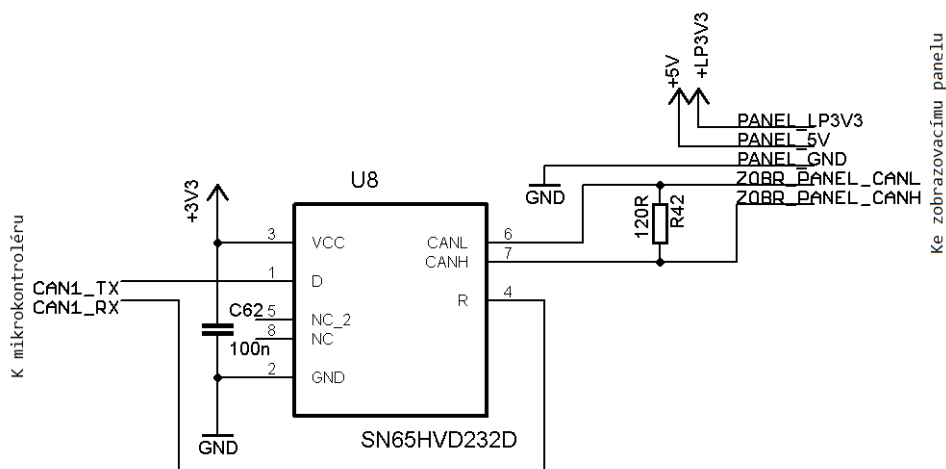 +5V
+LP3V3
Ke zobrazovacímu panelu
PANEL_LP3V3
PANEL_5V
PANEL_GND
ZOBR_PANEL_CANL
ZOBR_PANEL_CANH
GND
U8
+3V3
120R
R42
K mikrokontroléru
3
VCC
CANL
6
CANH
7
1
D
CAN1_TX
CAN1_RX
R
4
C62
5
NC_2
8
NC
100n
2
GND
GND
SN65HVD232D